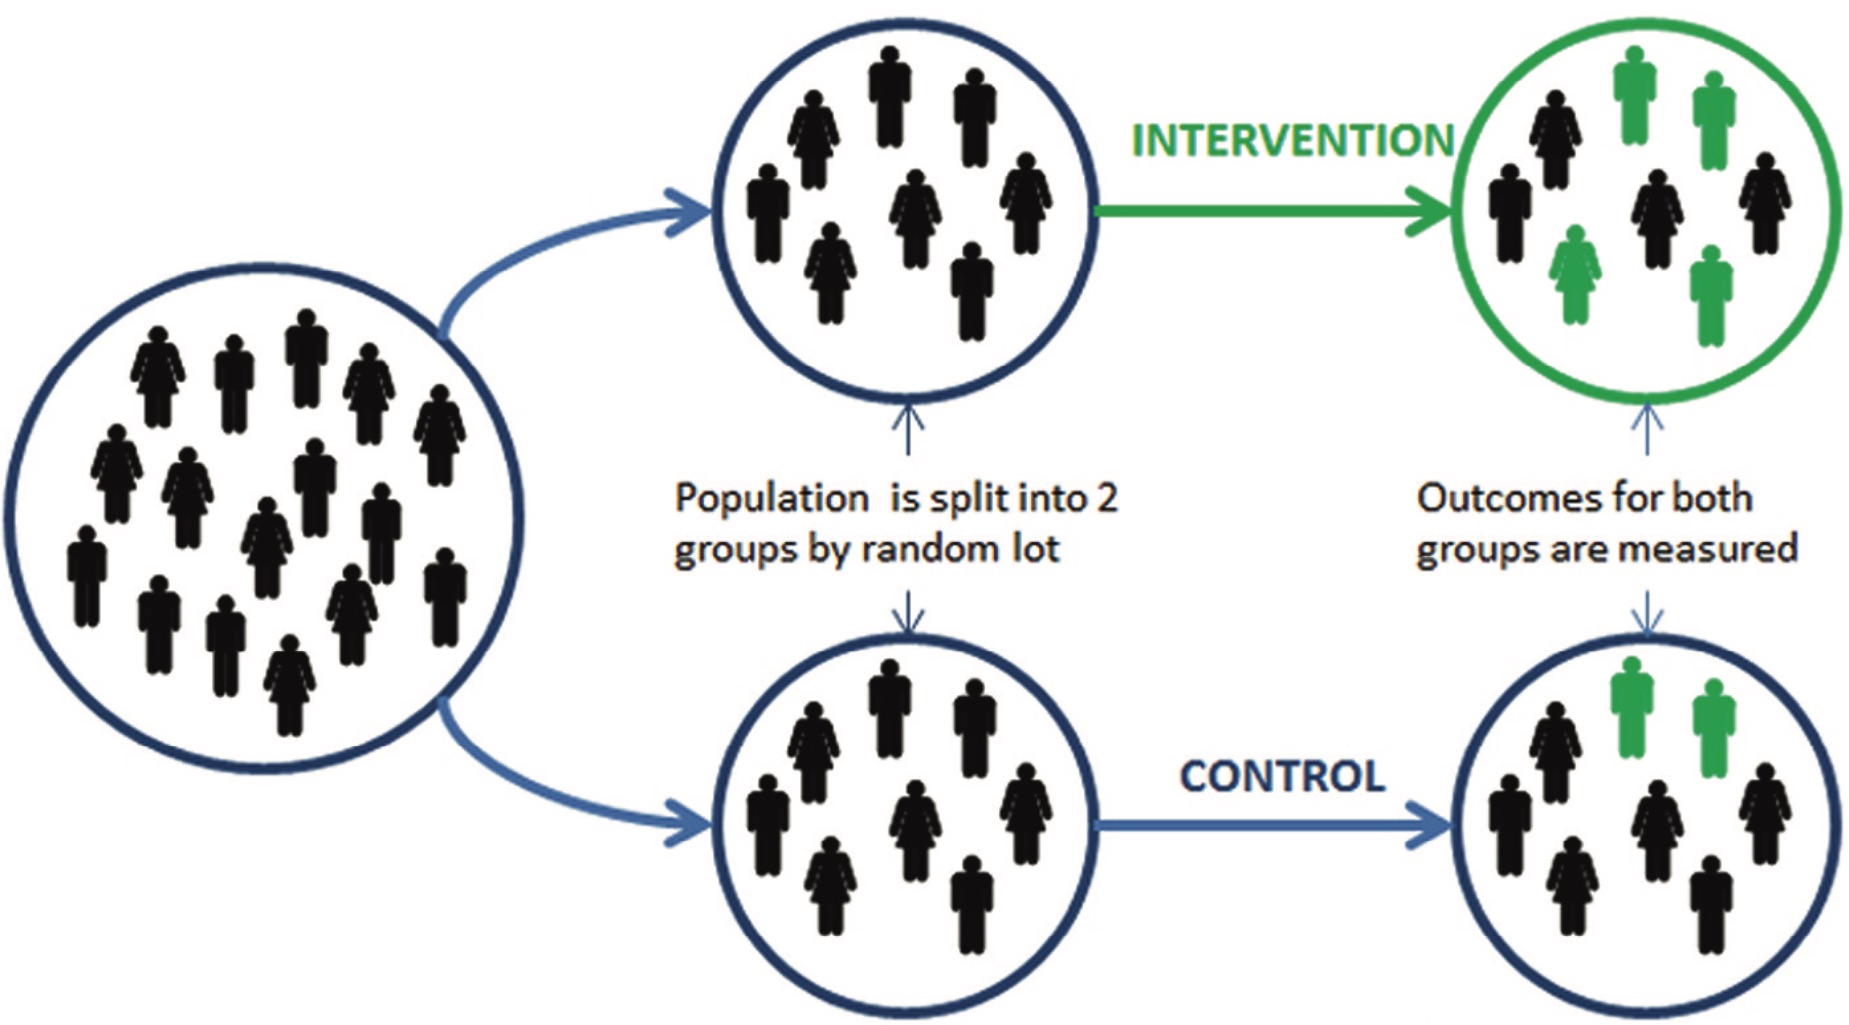 INTERVENTION
Population is split into 2
groups by random lot
Outcomes for both
groups are measured
CONTROL